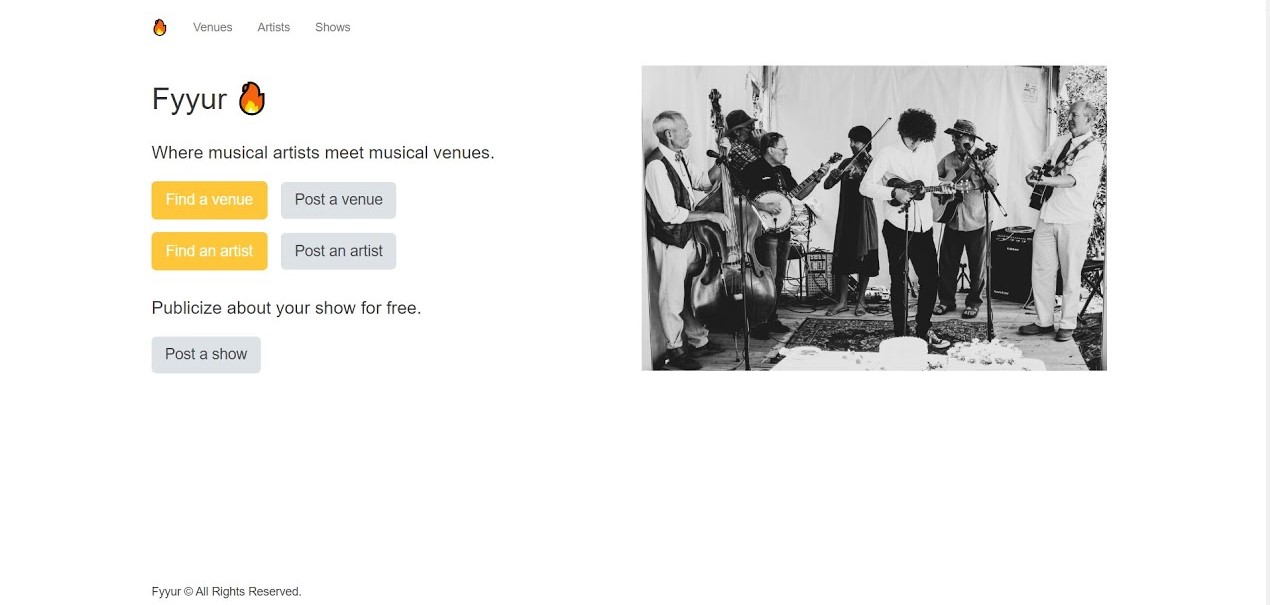 Venues Artists Shows
Fyyur
Where musical artists meet musical venues.
Find a venue Post a venue
Find an artist Post an artist
Publicize about your show for free.
Post a show
Fyyur © All Rights Reserved.